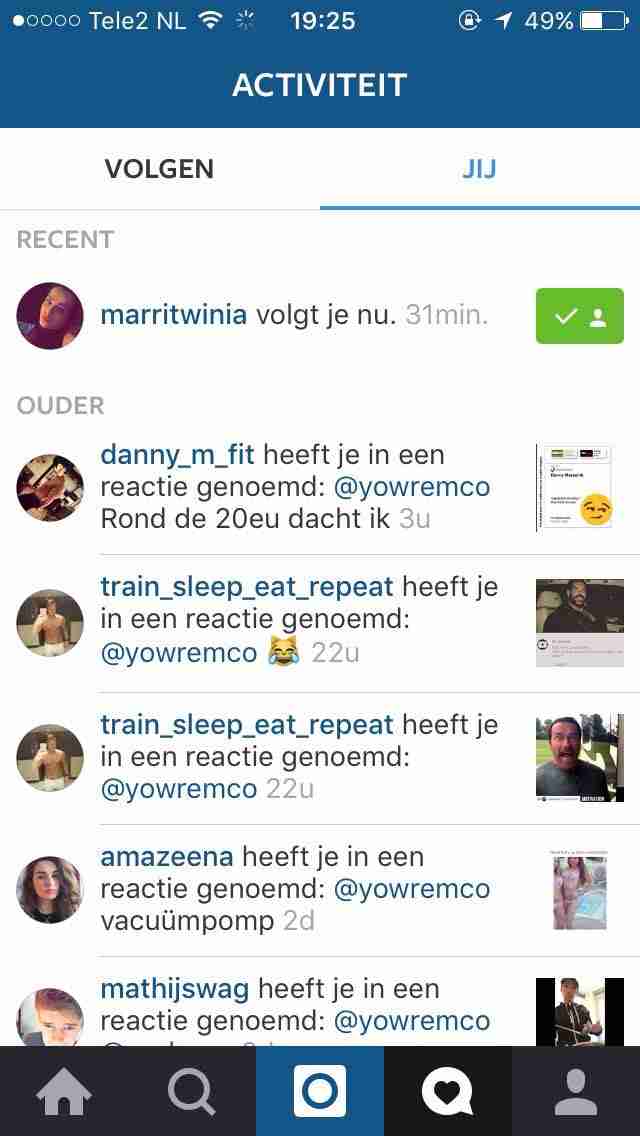 Tele2 NL 19:25 49%
ACTIVITEIT
VOLGEN JIJ
RECENT
marritwinia volgt je nu. 31min.
OUDER
danny_m_fit heeft je in een
reactie genoemd: @yowremco
Rond de 20eu dacht ik 3u
train_sleep_eat_repeat heeft je
in een reactie genoemd:
@yowremco 😹 22u
train_sleep_eat_repeat heeft je
in een reactie genoemd:
@yowremco 22u
amazeena heeft je in een
reactie genoemd: @yowremco
vacuümpomp 2d
mathijswag heeft je in een
reactie genoemd: @yowremco